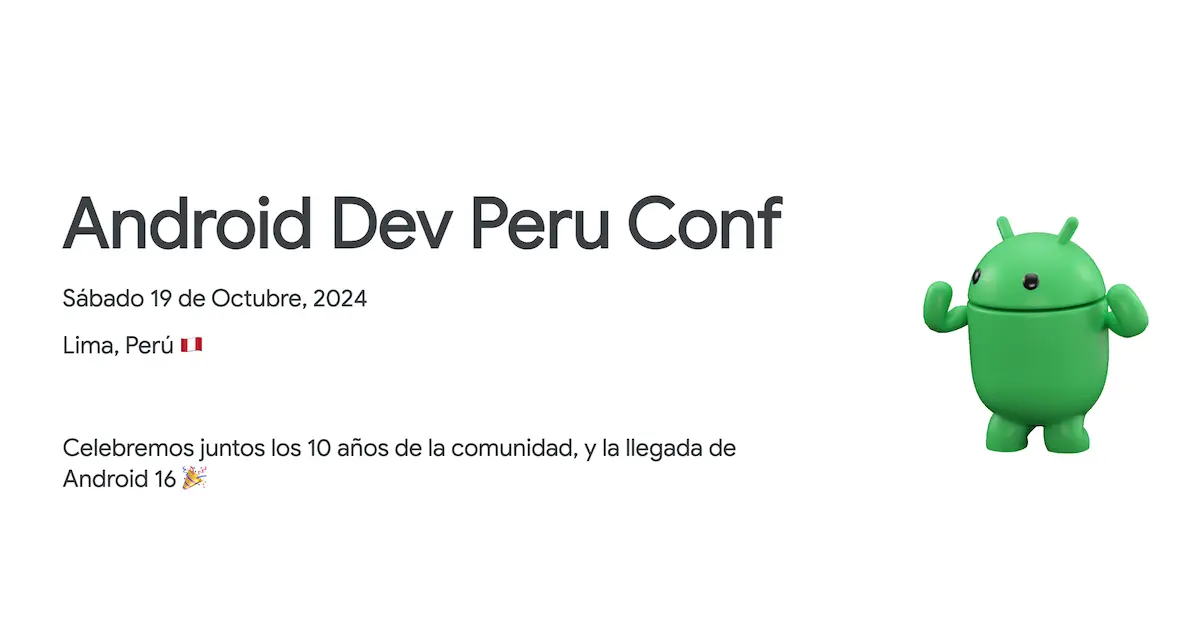 Android Dev Peru Conf
Sábado 19 de Octubre, 2024
Lima, Perú 🇵🇪
Celebremos juntos los 10 años de la comunidad, y la llegada de
Android 16 🎉